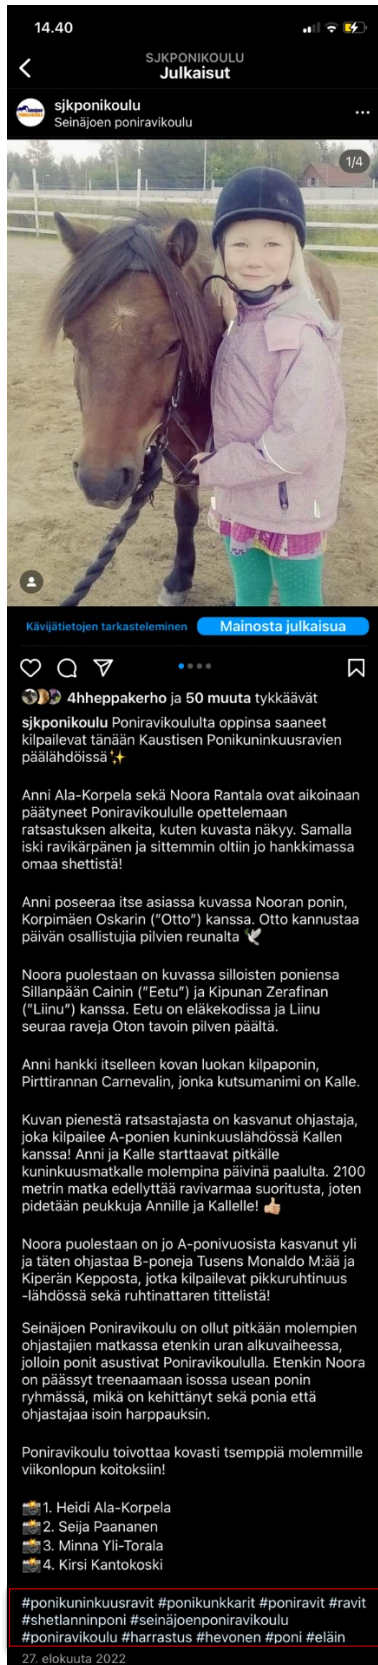 14.40
SJKPONIKOULU
Julkaisut
sjkponikoulu
Seinäjoen poniravikoulu
1/4
Kävijätietojen tarkasteleminen
Mainosta julkaisua
4hheppakerho ja 50 muuta tykkäävät
sjkponikoulu Poniravikoululta oppinsa saaneet
kilpailevat tänään Kaustisen Ponikuninkuusravien
päälähdöissä✨
Anni Ala-Korpela sekä Noora Rantala ovat aikoinaan
päätyneet Poniravikoululle opettelemaan
ratsastuksen alkeita, kuten kuvasta näkyy. Samalla
iski ravikärpänen ja sittemmin oltiin jo hankkimassa
omaa shettistä!
Anni poseeraa itse asiassa kuvassa Nooran ponin,
Korpimäen Oskarin ("Otto") kanssa. Otto kannustaa
päivän osallistujia pilvien reunalta 🕊️
Noora puolestaan on kuvassa silloisten poniensa
Sillanpään Cainin ("Eetu") ja Kipunan Zerafinan
("Liinu") kanssa. Eetu on eläkekodissa ja Liinu
seuraa raveja Oton tavoin pilven päältä.
Anni hankki itselleen kovan luokan kilpaponin,
Pirttirannan Carnevalin, jonka kutsumanimi on Kalle.
Kuvan pienestä ratsastajasta on kasvanut ohjastaja,
joka kilpailee A-ponien kuninkuuslähdössä Kallen
kanssa! Anni ja Kalle starttaavat pitkälle
kuninkuusmatkalle molempina päivinä paalulta. 2100
metrin matka edellyttää ravivarmaa suoritusta, joten
pidetään peukkuja Annille ja Kallelle! 👍🏼
Noora puolestaan on jo A-ponivuosista kasvanut yli
ja täten ohjastaa B-poneja Tusens Monaldo M:ää ja
Kiperän Kepposta, jotka kilpailevat pikkuruhtinuus
-lähdössä sekä ruhtinattaren tittelistä!
Seinäjoen Poniravikoulu on ollut pitkään molempien
ohjastajien matkassa etenkin uran alkuvaiheessa,
jolloin ponit asustivat Poniravikoululla. Etenkin Noora
on päässyt treenaamaan isossa usean ponin
ryhmässä, mikä on kehittänyt sekä ponia että
ohjastajaa isoin harppauksin.
Poniravikoulu toivottaa kovasti tsemppiä molemmille
viikonlopun koitoksiin!
📸1. Heidi Ala-Korpela
📸2. Seija Paananen
📸3. Minna Yli-Torala
📸4. Kirsi Kantokoski
#ponikuninkuusravit #ponikunkkarit #poniravit #ravit
#shetlanninponi #seinäjoenponiravikoulu
#poniravikoulu #harrastus #hevonen #poni #eläin
27. elokuuta 2022